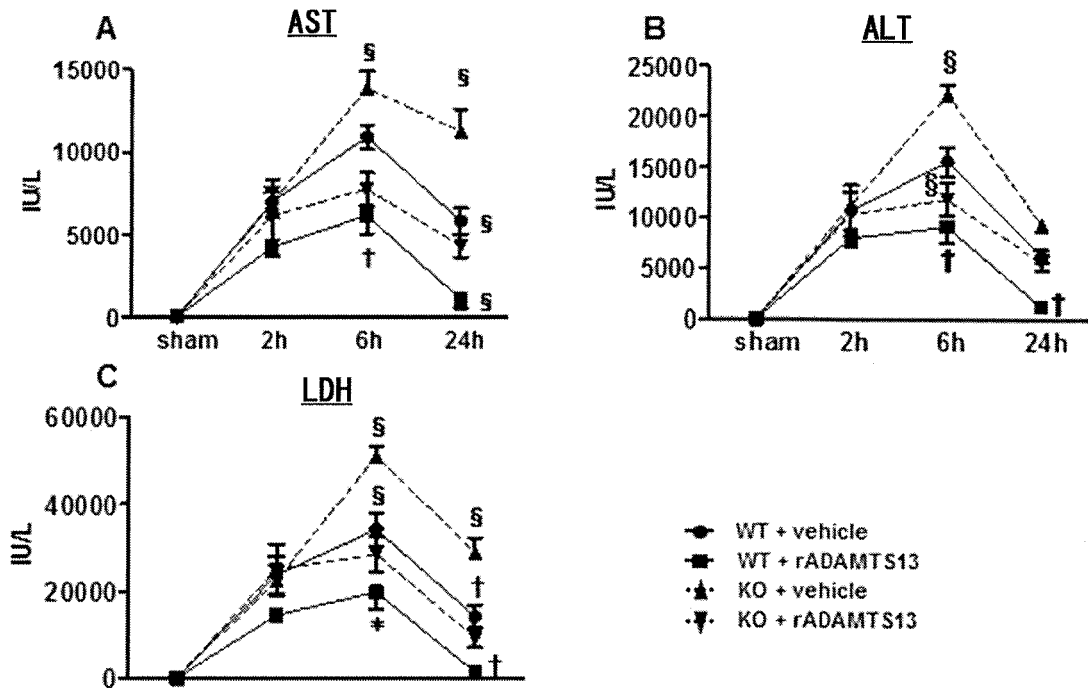 A
AST
IU/L
15000
10000
5000
0
§
§
§
†
§
sham 2h 6h 24h
B
ALT
IU/L
25000
20000
15000
10000
5000
0
§
§
†
†
sham 2h 6h 24h
C
LDH
IU/L
60000
40000
20000
0
§
§
§
†
‡
†
WT + vehicle
WT + rADAMTS13
KO + vehicle
KO + rADAMTS13